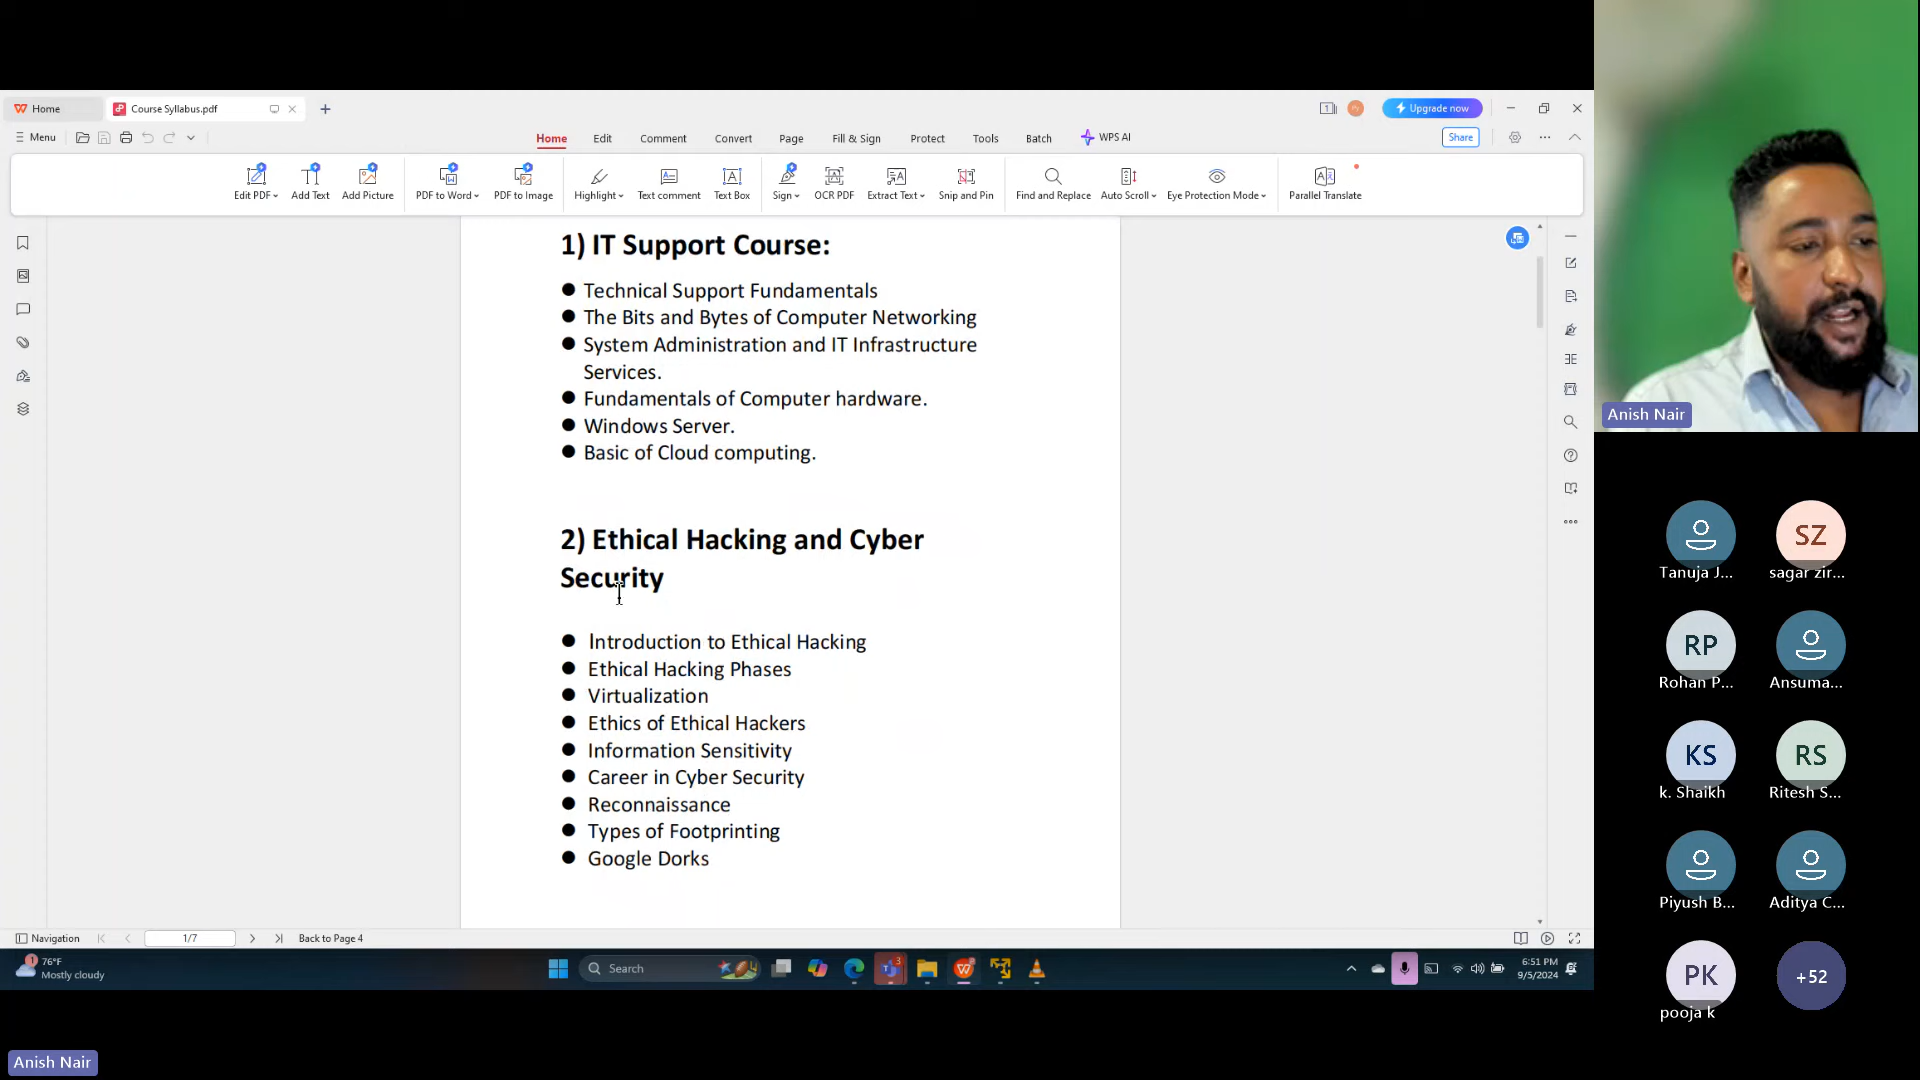 Home
Course Syllabus.pdf
Upgrade now
Menu
Home Edit Comment Convert Page Fill & Sign Protect Tools Batch WPS AI
Share
Edit PDF Add Text Add Picture PDF to Word PDF to Image Highlight Text comment Text Box Sign OCR PDF Extract Text Snip and Pin Find and Replace Auto Scroll Eye Protection Mode Parallel Translate
1) IT Support Course:
● Technical Support Fundamentals
● The Bits and Bytes of Computer Networking
● System Administration and IT Infrastructure
Services.
● Fundamentals of Computer hardware.
● Windows Server.
● Basic of Cloud computing.
2) Ethical Hacking and Cyber
Security
● Introduction to Ethical Hacking
● Ethical Hacking Phases
● Virtualization
● Ethics of Ethical Hackers
● Information Sensitivity
● Career in Cyber Security
● Reconnaissance
● Types of Footprinting
● Google Dorks
Navigation 1/7 Back to Page 4
76°F
Mostly cloudy
Search
6:51 PM
9/5/2024
Anish Nair
Tanuja J...
SZ
sagar zir...
RP
Rohan P...
Ansuma...
KS
k. Shaikh
RS
Ritesh S...
Piyush B...
Aditya C...
PK
pooja k
+52
Anish Nair